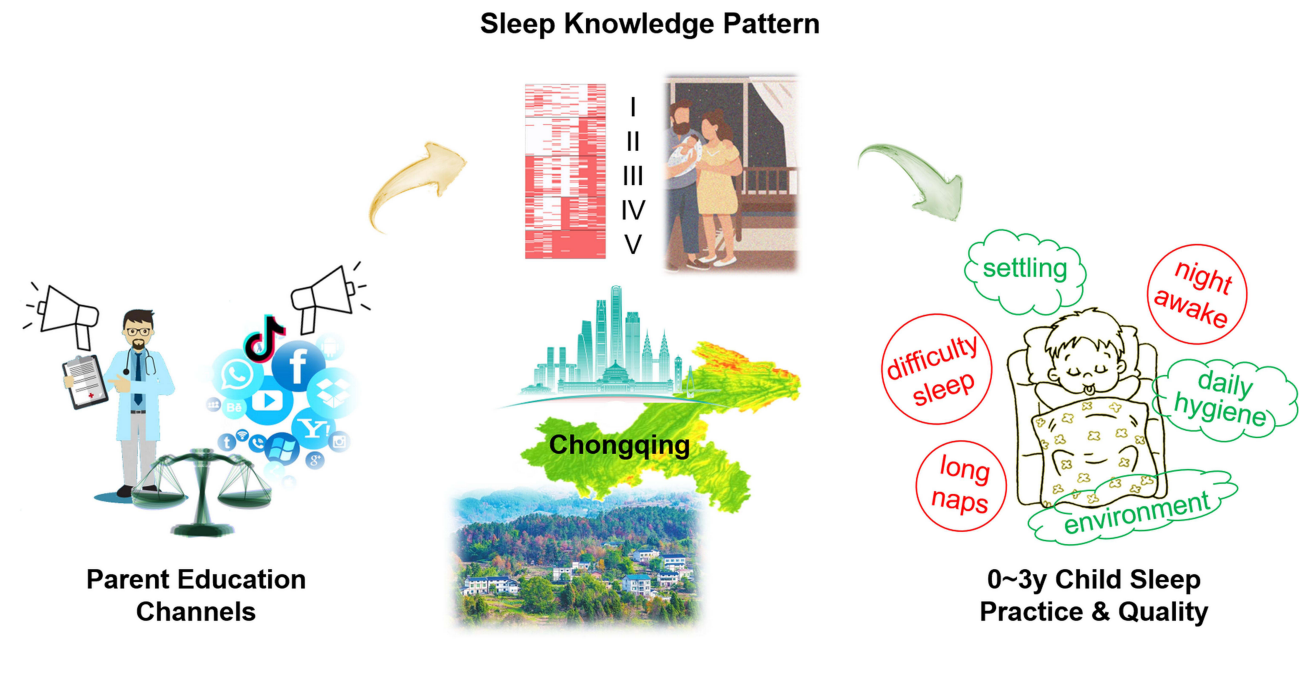 Sleep Knowledge Pattern
I
II
III
IV
V
Bē
f
Y!
t
g+
Parent Education
Channels
Chongqing
settling
night
awake
difficulty
sleep
daily
hygiene
long
naps
environment
0~3y Child Sleep
Practice & Quality